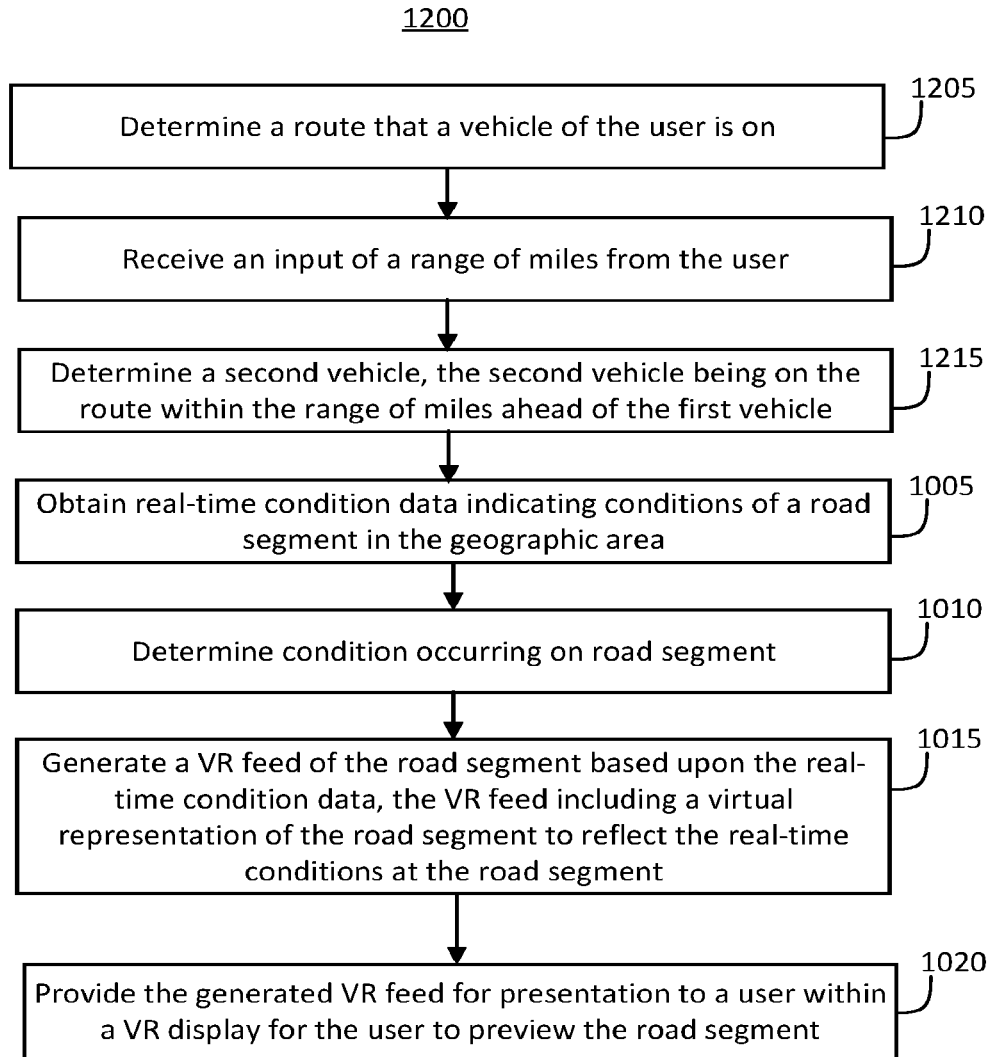 1200
1205
Determine a route that a vehicle of the user is on
1210
Receive an input of a range of miles from the user
1215
Determine a second vehicle, the second vehicle being on the
route within the range of miles ahead of the first vehicle
1005
Obtain real-time condition data indicating conditions of a road
segment in the geographic area
1010
Determine condition occurring on road segment
1015
Generate a VR feed of the road segment based upon the real-
time condition data, the VR feed including a virtual
representation of the road segment to reflect the real-time
conditions at the road segment
1020
Provide the generated VR feed for presentation to a user within
a VR display for the user to preview the road segment